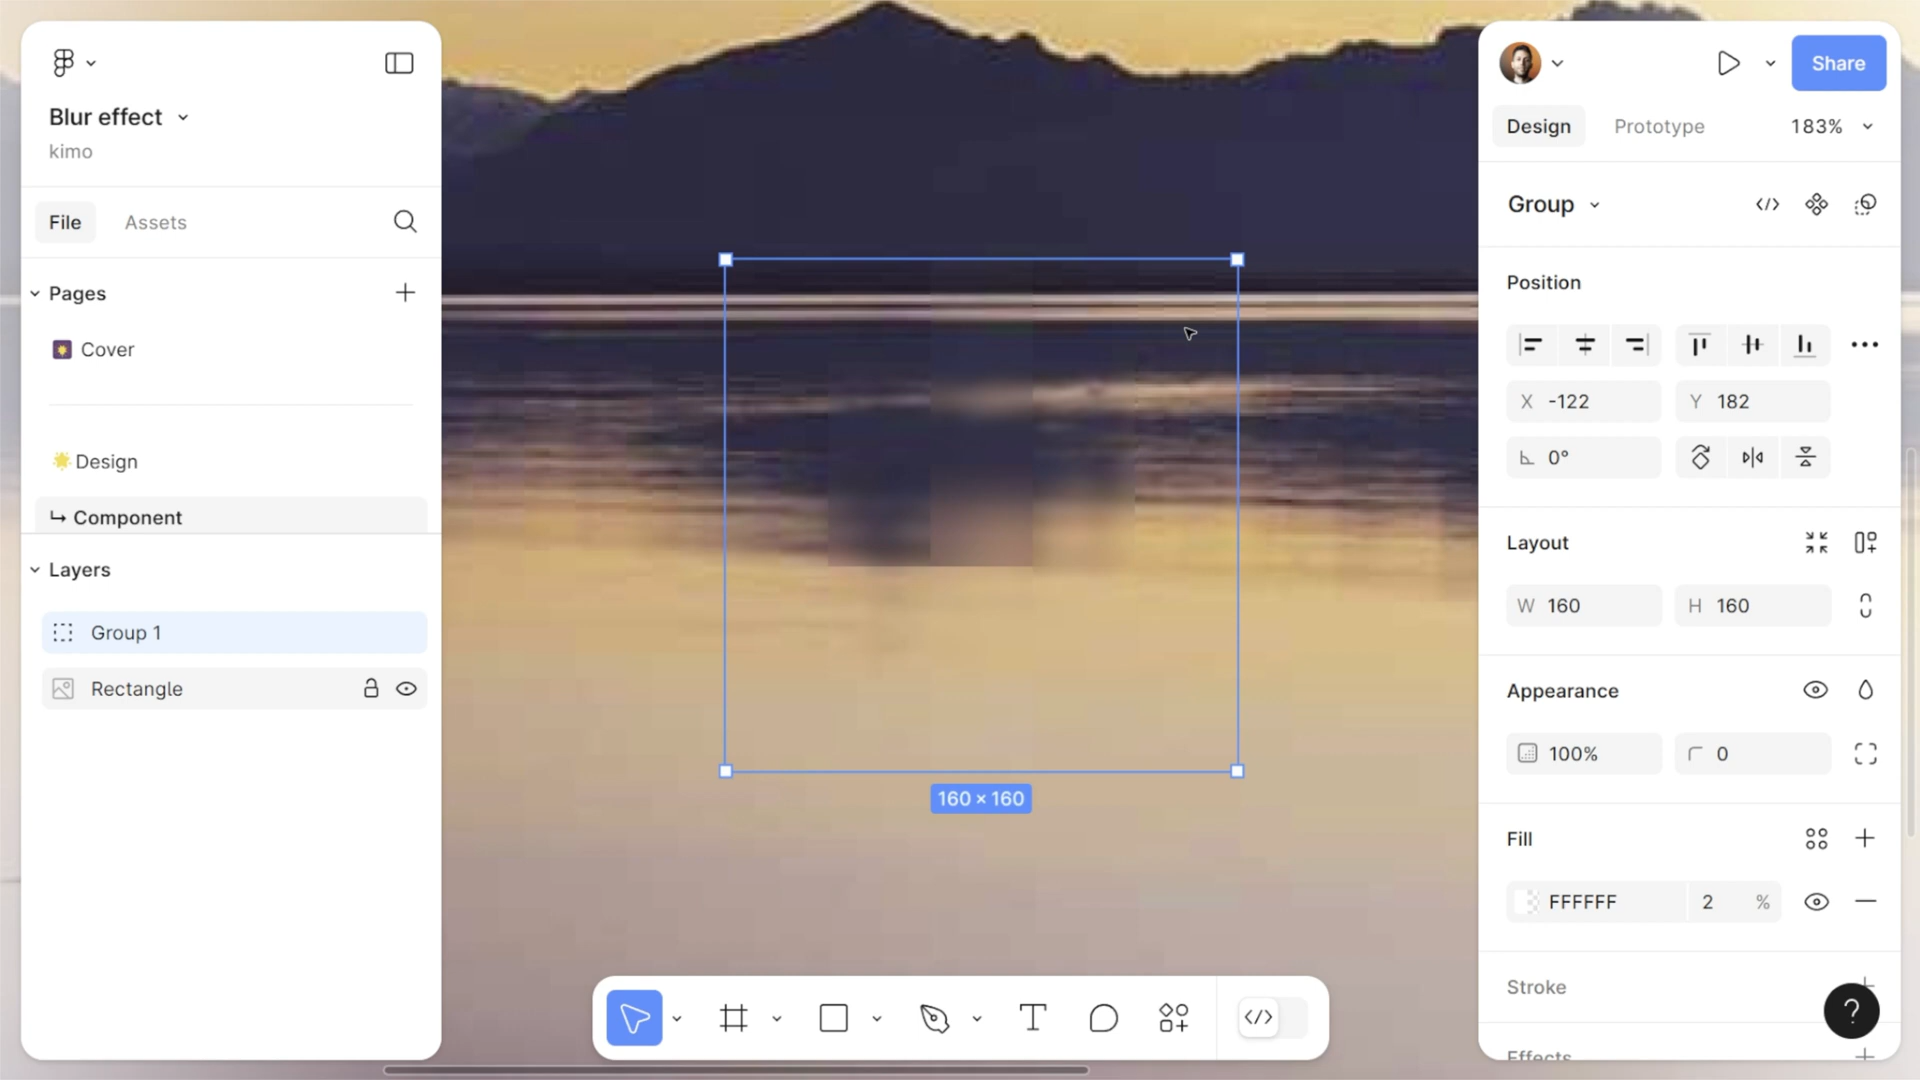 Blur effect
kimo
File
Assets
Pages
Cover
Design
Component
Layers
Group 1
Rectangle
160 × 160
Share
Design
Prototype
183%
Group
Position
X -122
Y 182
0°
Layout
W 160
H 160
Appearance
100%
0
Fill
FFFFFF
2 %
Stroke
Effects
?